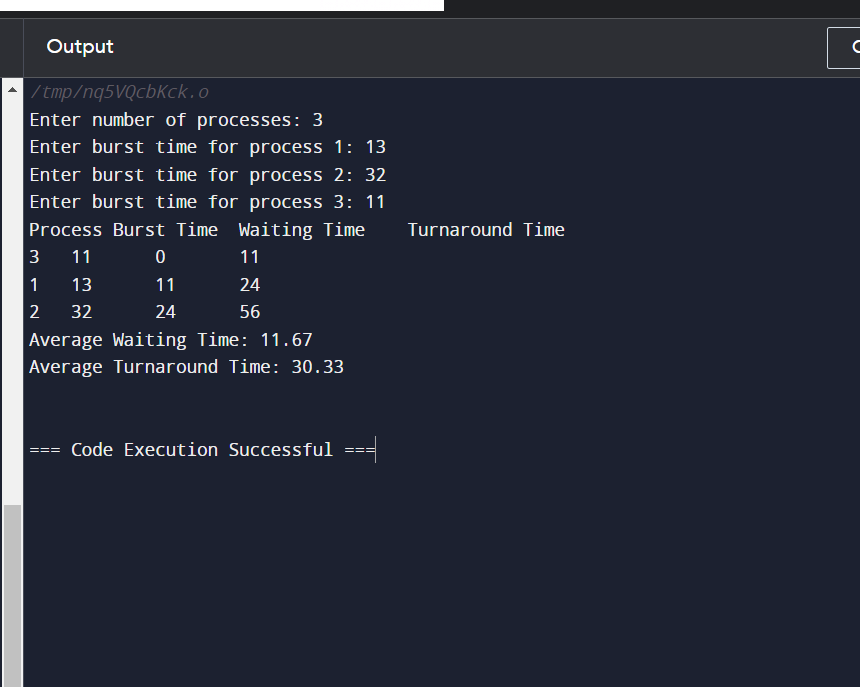 Output
/tmp/nq5VQcbKck.o
Enter number of processes: 3
Enter burst time for process 1: 13
Enter burst time for process 2: 32
Enter burst time for process 3: 11
Process Burst Time  Waiting Time    Turnaround Time
3   11      0       11
1   13      11      24
2   32      24      56
Average Waiting Time: 11.67
Average Turnaround Time: 30.33
=== Code Execution Successful ===